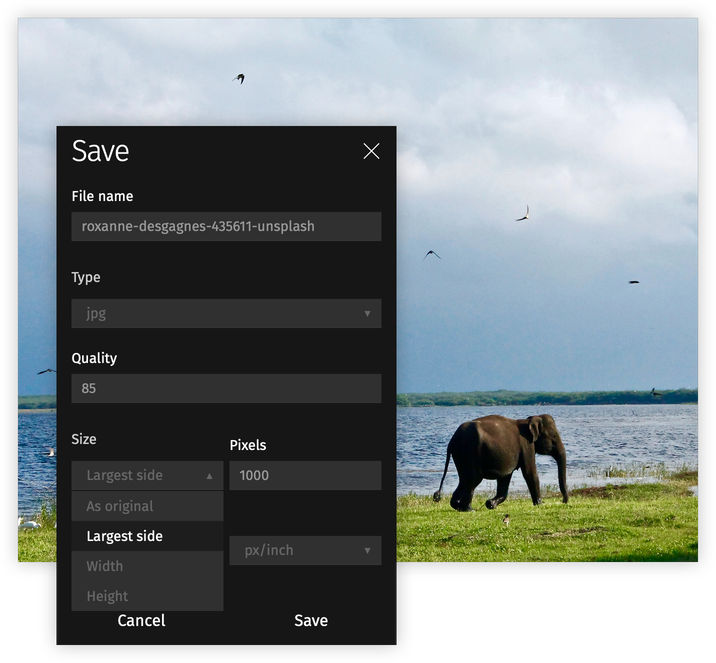 Save
File name
roxanne-desgagnes-435611-unsplash
Type
jpg
Quality
85
Size
Pixels
Largest side
1000
As original
Largest side
Width
px/inch
Height
Cancel
Save